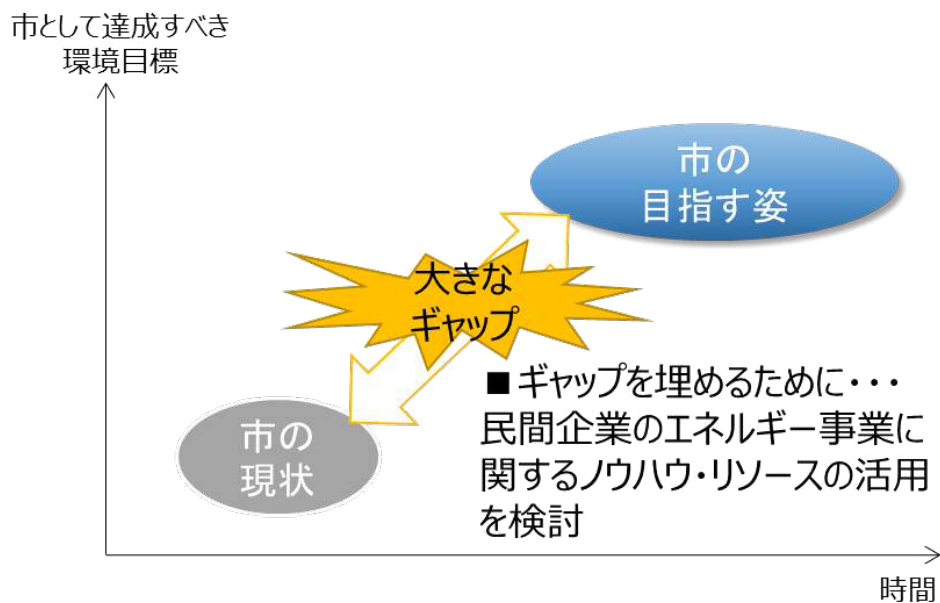 市として達成すべき
環境目標
市の
目指す姿
大きな
ギャップ
■ギャップを埋めるために・・・
民間企業のエネルギー事業に
関するノウハウ・リソースの活用
を検討
市の
現状
時間